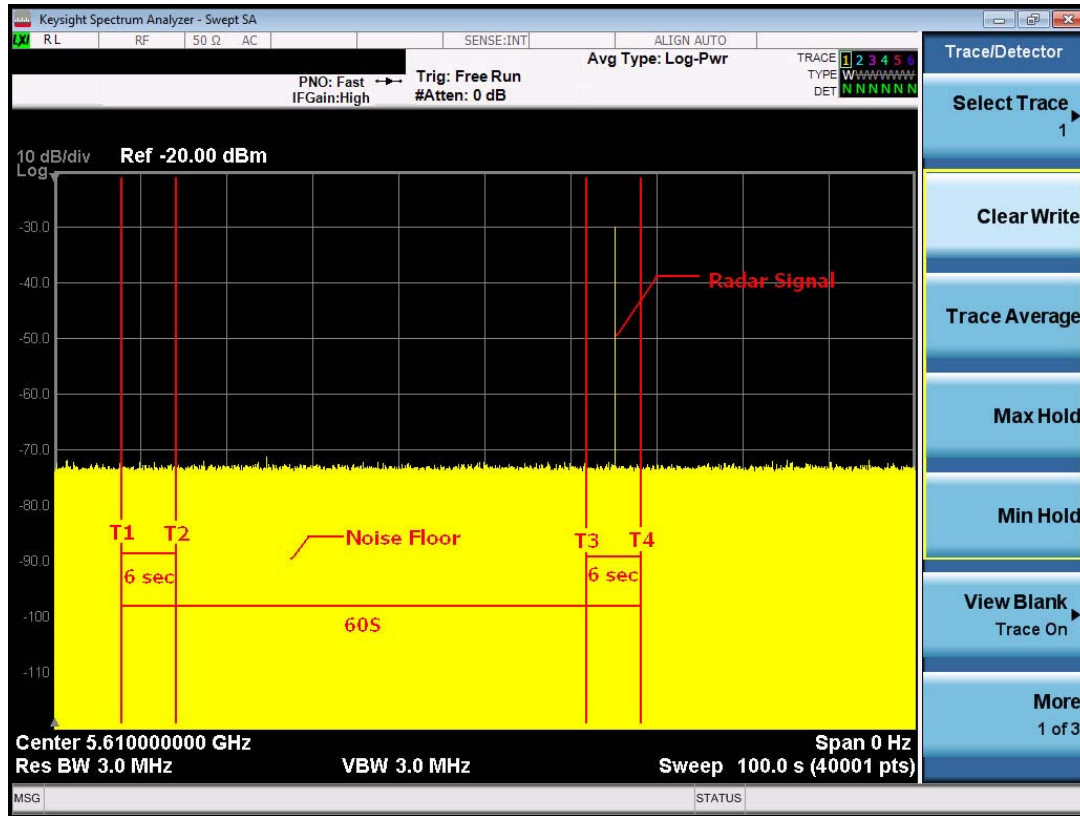 Keysight Spectrum Analyzer - Swept SA
LXI RL RF 50 Ω AC SENSE:INT ALIGN AUTO
PNO: Fast
IFGain:High
Trig: Free Run
#Atten: 0 dB
Avg Type: Log-Pwr
TRACE 1 2 3 4 5 6
TYPE WWWWWW
DET N N N N N N
10 dB/div
Log
Ref -20.00 dBm
-30.0
-40.0
-50.0
-60.0
-70.0
-80.0
-90.0
-100
-110
Radar Signal
T1 T2
Noise Floor
T3 T4
6 sec
6 sec
60S
Center 5.610000000 GHz
Span 0 Hz
Res BW 3.0 MHz
VBW 3.0 MHz
Sweep 100.0 s (40001 pts)
MSG
STATUS
Trace/Detector
Select Trace
1
Clear Write
Trace Average
Max Hold
Min Hold
View Blank
Trace On
More
1 of 3